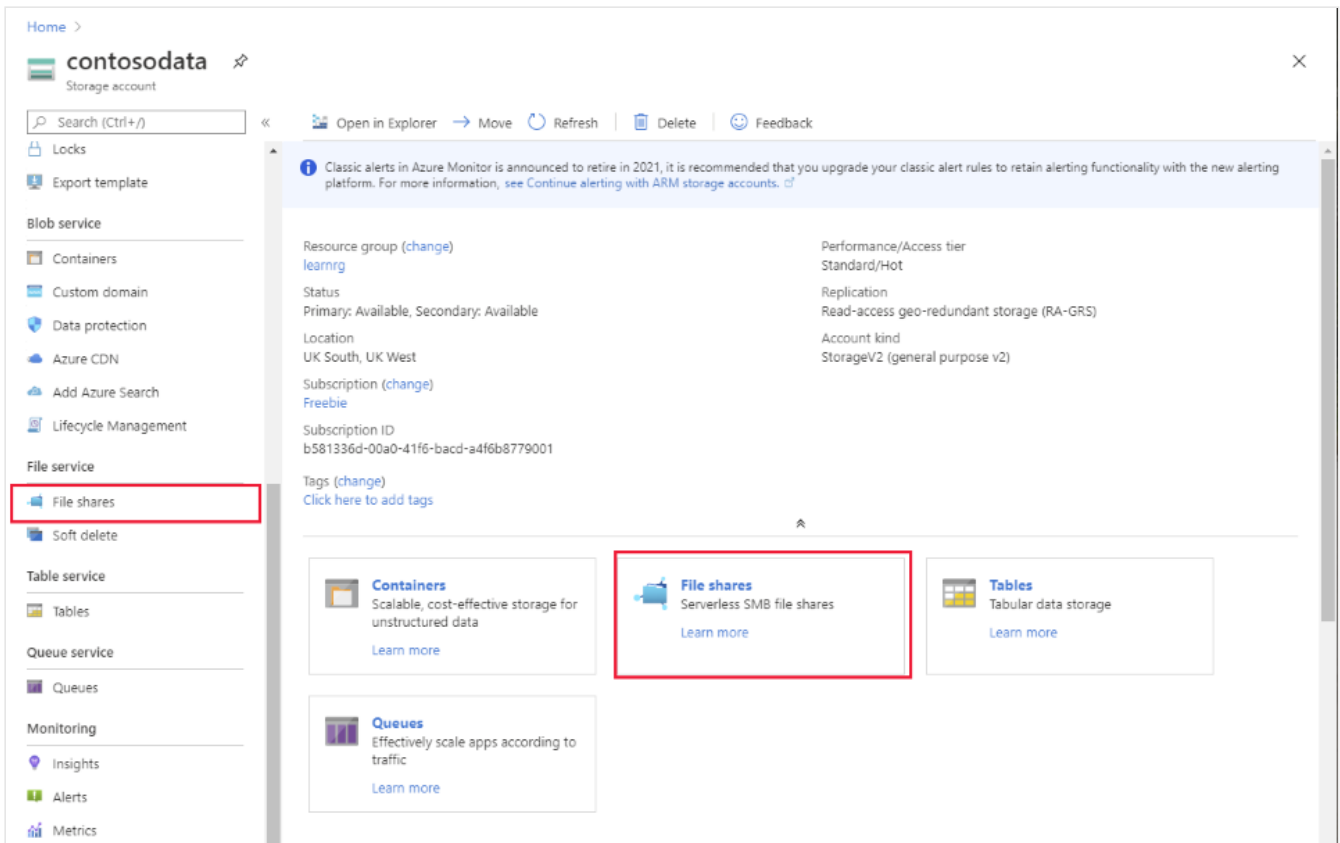 Home >
contosodata
Storage account
Search (Ctrl+/)
«
Open in Explorer
Move
Refresh
Delete
Feedback
Locks
Export template
Blob service
Containers
Custom domain
Data protection
Azure CDN
Add Azure Search
Lifecycle Management
File service
File shares
Soft delete
Table service
Tables
Queue service
Queues
Monitoring
Insights
Alerts
Metrics
Classic alerts in Azure Monitor is announced to retire in 2021, it is recommended that you upgrade your classic alert rules to retain alerting functionality with the new alerting
platform. For more information, see Continue alerting with ARM storage accounts.
Resource group (change)
learnrg
Status
Primary: Available, Secondary: Available
Location
UK South, UK West
Subscription (change)
Freebie
Subscription ID
b581336d-00a0-41f6-bacd-a4f6b8779001
Tags (change)
Click here to add tags
Performance/Access tier
Standard/Hot
Replication
Read-access geo-redundant storage (RA-GRS)
Account kind
StorageV2 (general purpose v2)
Containers
Scalable, cost-effective storage for
unstructured data
Learn more
File shares
Serverless SMB file shares
Learn more
Tables
Tabular data storage
Learn more
Queues
Effectively scale apps according to
traffic
Learn more